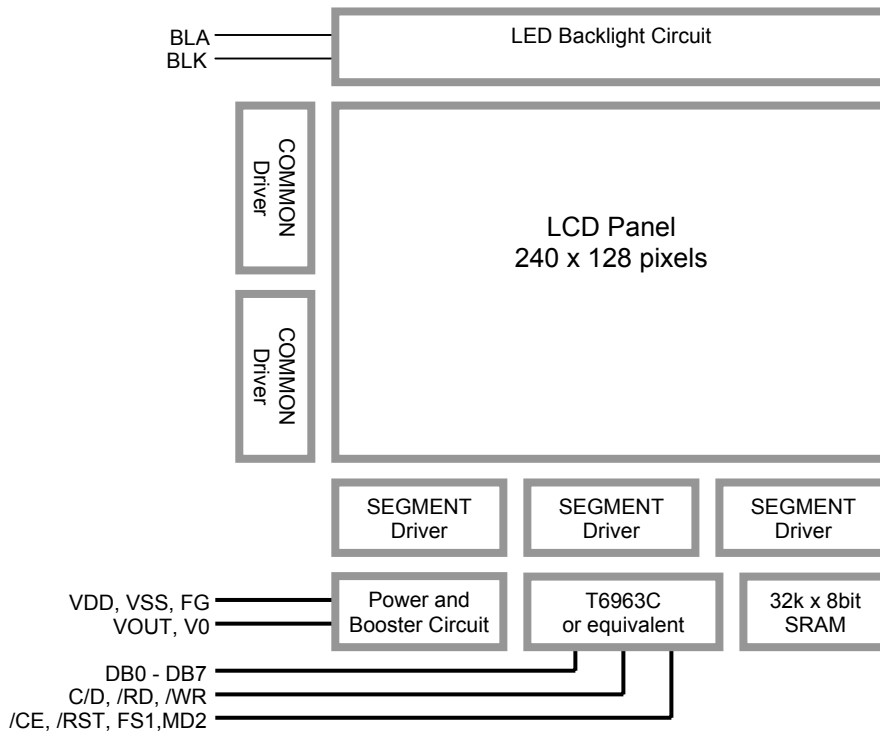 BLA
BLK
LED Backlight Circuit
COMMON
Driver
LCD Panel
240 x 128 pixels
COMMON
Driver
SEGMENT
Driver
SEGMENT
Driver
SEGMENT
Driver
VDD, VSS, FG
VOUT, V0
Power and
Booster Circuit
T6963C
or equivalent
32k x 8bit
SRAM
DB0 - DB7
C/D, /RD, /WR
/CE, /RST, FS1,MD2